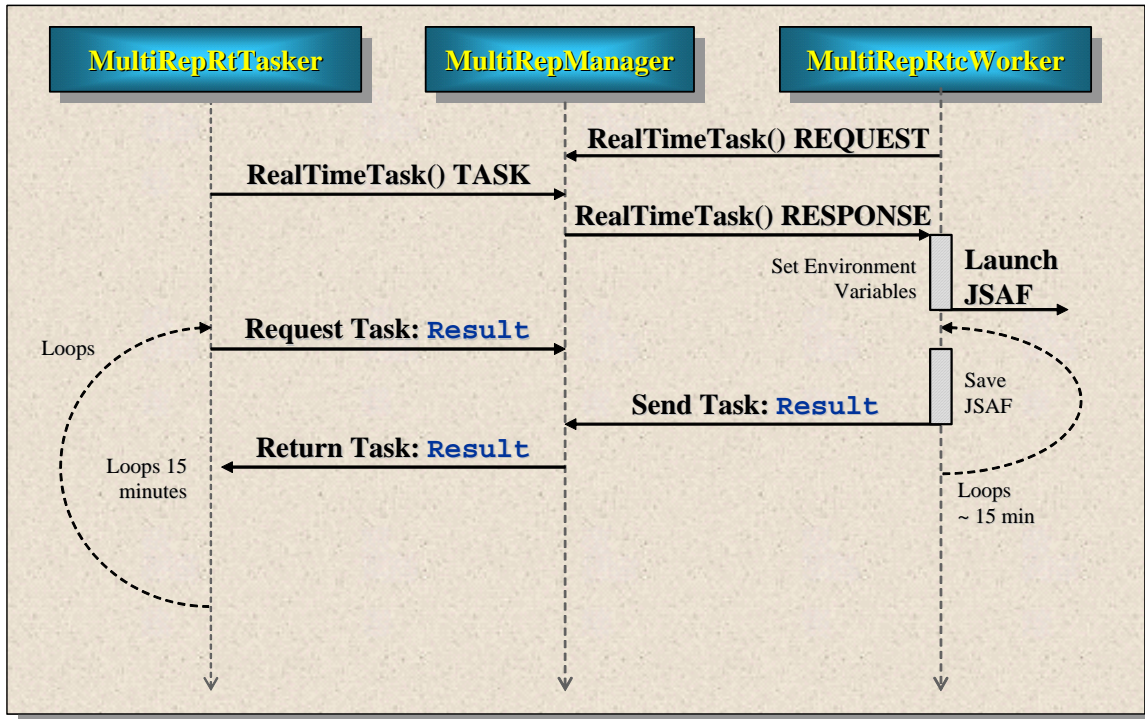 MultiRepRtTasker
MultiRepManager
MultiRepRtcWorker
RealTimeTask() REQUEST
RealTimeTask() TASK
RealTimeTask() RESPONSE
Set Environment
Variables
Launch
JSAF
Loops
Request Task: Result
Save
JSAF
Send Task: Result
Return Task: Result
Loops 15
minutes
Loops
~ 15 min